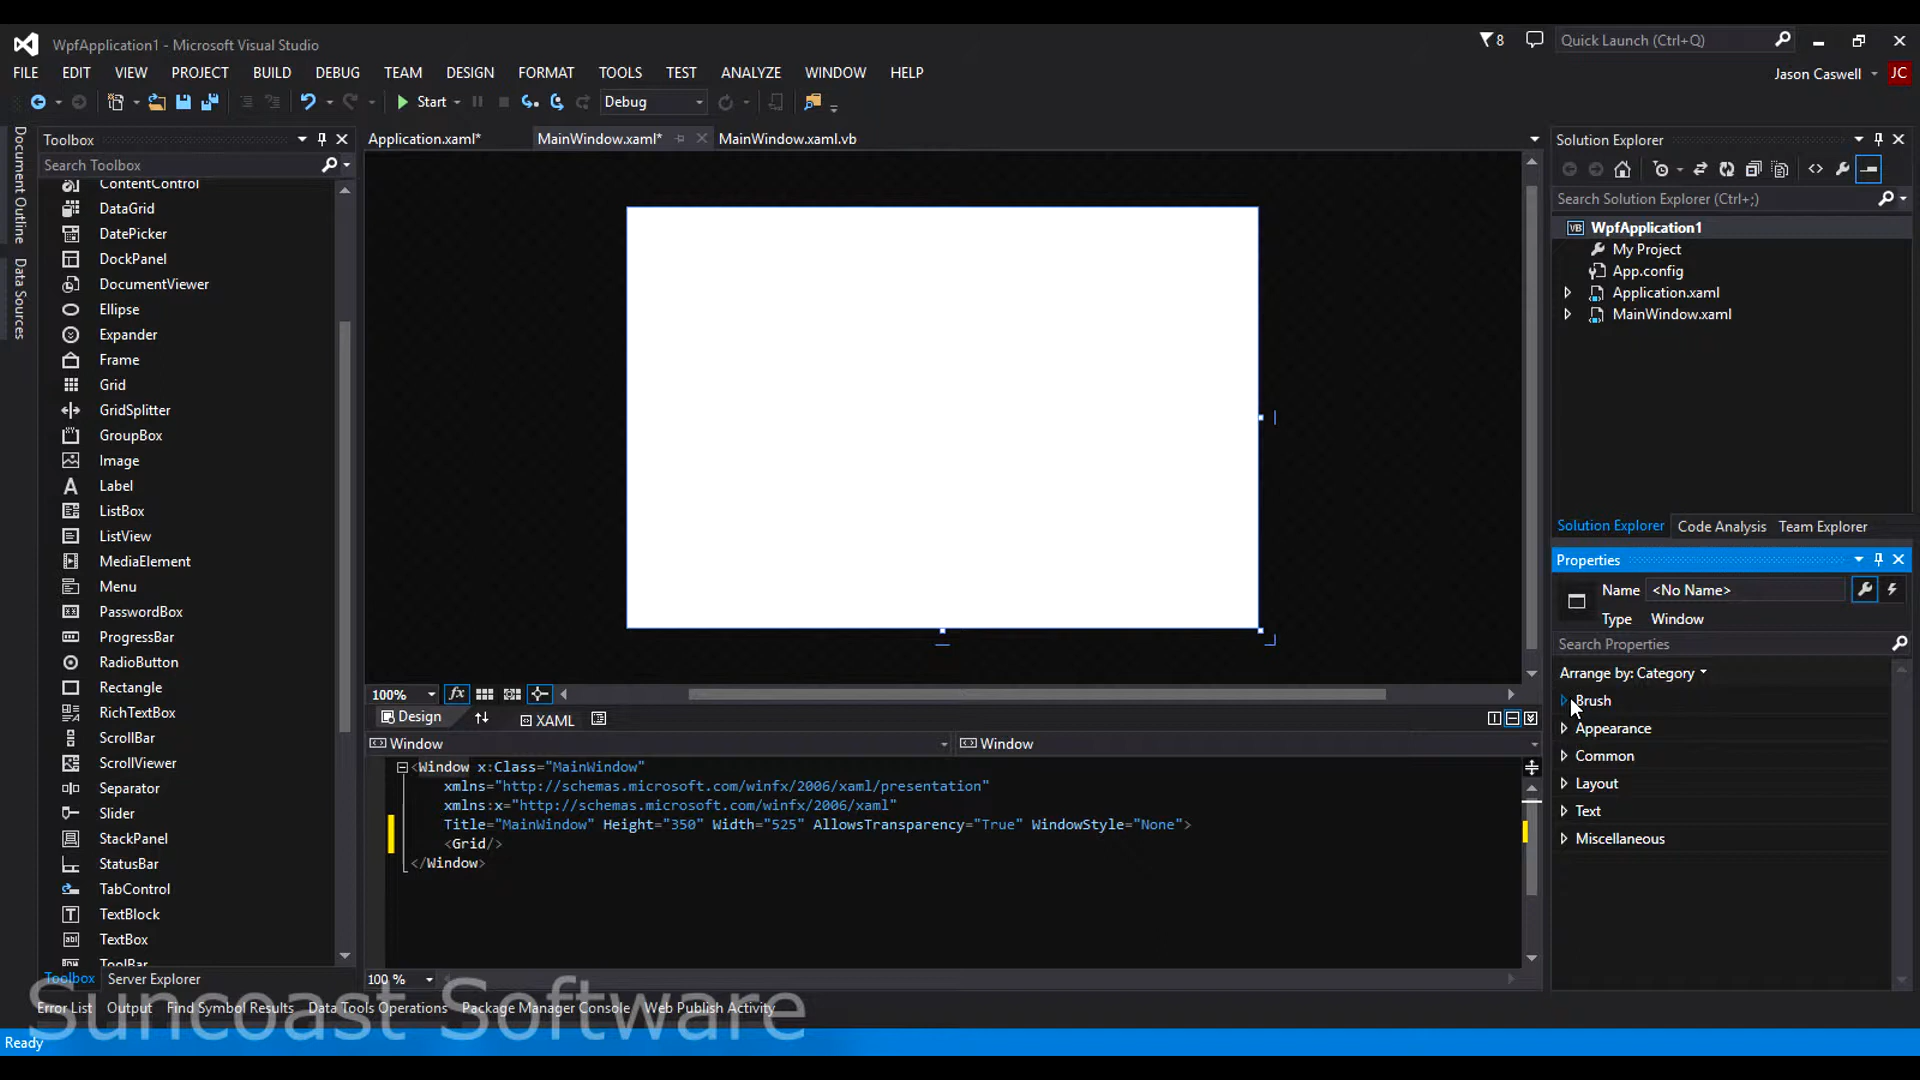 WpfApplication1 - Microsoft Visual Studio
8
Quick Launch (Ctrl+Q)
FILE EDIT VIEW PROJECT BUILD DEBUG TEAM DESIGN FORMAT TOOLS TEST ANALYZE WINDOW HELP
Jason Caswell JC
Start Debug
Document Outline
Data Sources
Toolbox
Search Toolbox
ContentControl
DataGrid
DatePicker
DockPanel
DocumentViewer
Ellipse
Expander
Frame
Grid
GridSplitter
GroupBox
Image
Label
ListBox
ListView
MediaElement
Menu
PasswordBox
ProgressBar
RadioButton
Rectangle
RichTextBox
ScrollBar
ScrollViewer
Separator
Slider
StackPanel
StatusBar
TabControl
TextBlock
TextBox
ToolBar
Toolbox Server Explorer
Application.xaml* MainWindow.xaml* MainWindow.xaml.vb
100%
Design XAML
Window Window
<Window x:Class="MainWindow"
xmlns="http://schemas.microsoft.com/winfx/2006/xaml/presentation"
xmlns:x="http://schemas.microsoft.com/winfx/2006/xaml"
Title="MainWindow" Height="350" Width="525" AllowsTransparency="True" WindowStyle="None">
<Grid/>
</Window>
100 %
Solution Explorer
Search Solution Explorer (Ctrl+;)
VB WpfApplication1
My Project
App.config
Application.xaml
MainWindow.xaml
Solution Explorer Code Analysis Team Explorer
Properties
Name <No Name>
Type Window
Search Properties
Arrange by: Category
Brush
Appearance
Common
Layout
Text
Miscellaneous
Error List Output Find Symbol Results Data Tools Operations Package Manager Console Web Publish Activity
Suncoast Software
Ready